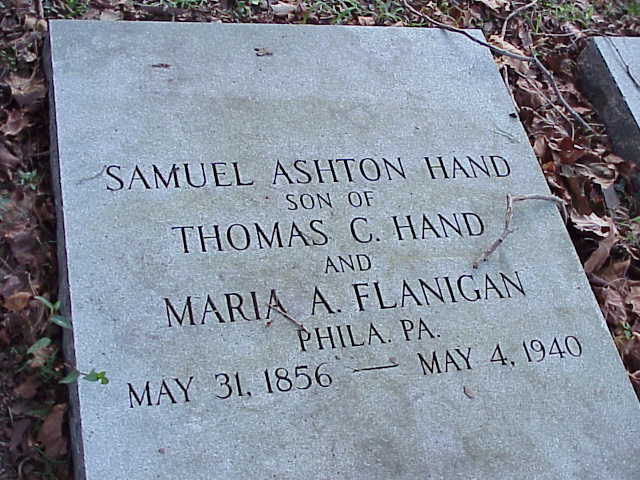 SAMUEL ASHTON HAND
SON OF
THOMAS C. HAND
AND
MARIA A. FLANIGAN
PHILA. PA.
MAY 31, 1856 — MAY 4, 1940